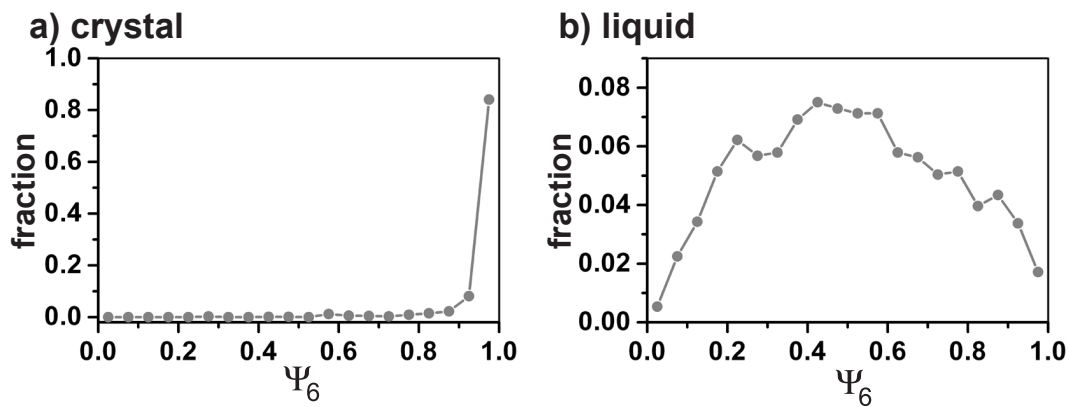 a) crystal
1.0
0.8
0.6
0.4
0.2
0.0
fraction
0.0 0.2 0.4 0.6 0.8 1.0
Ψ6
b) liquid
0.08
0.06
0.04
0.02
0.00
fraction
0.0 0.2 0.4 0.6 0.8 1.0
Ψ6